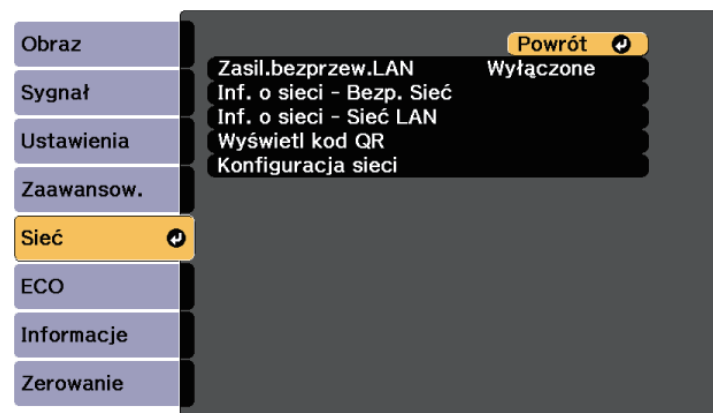 Obraz
Sygnał
Ustawienia
Zaawansow.
Sieć
ECO
Informacje
Zerowanie
Powrót
Zasil.bezprzew.LAN Wyłączone
Inf. o sieci - Bezp. Sieć
Inf. o sieci - Sieć LAN
Wyświetl kod QR
Konfiguracja sieci